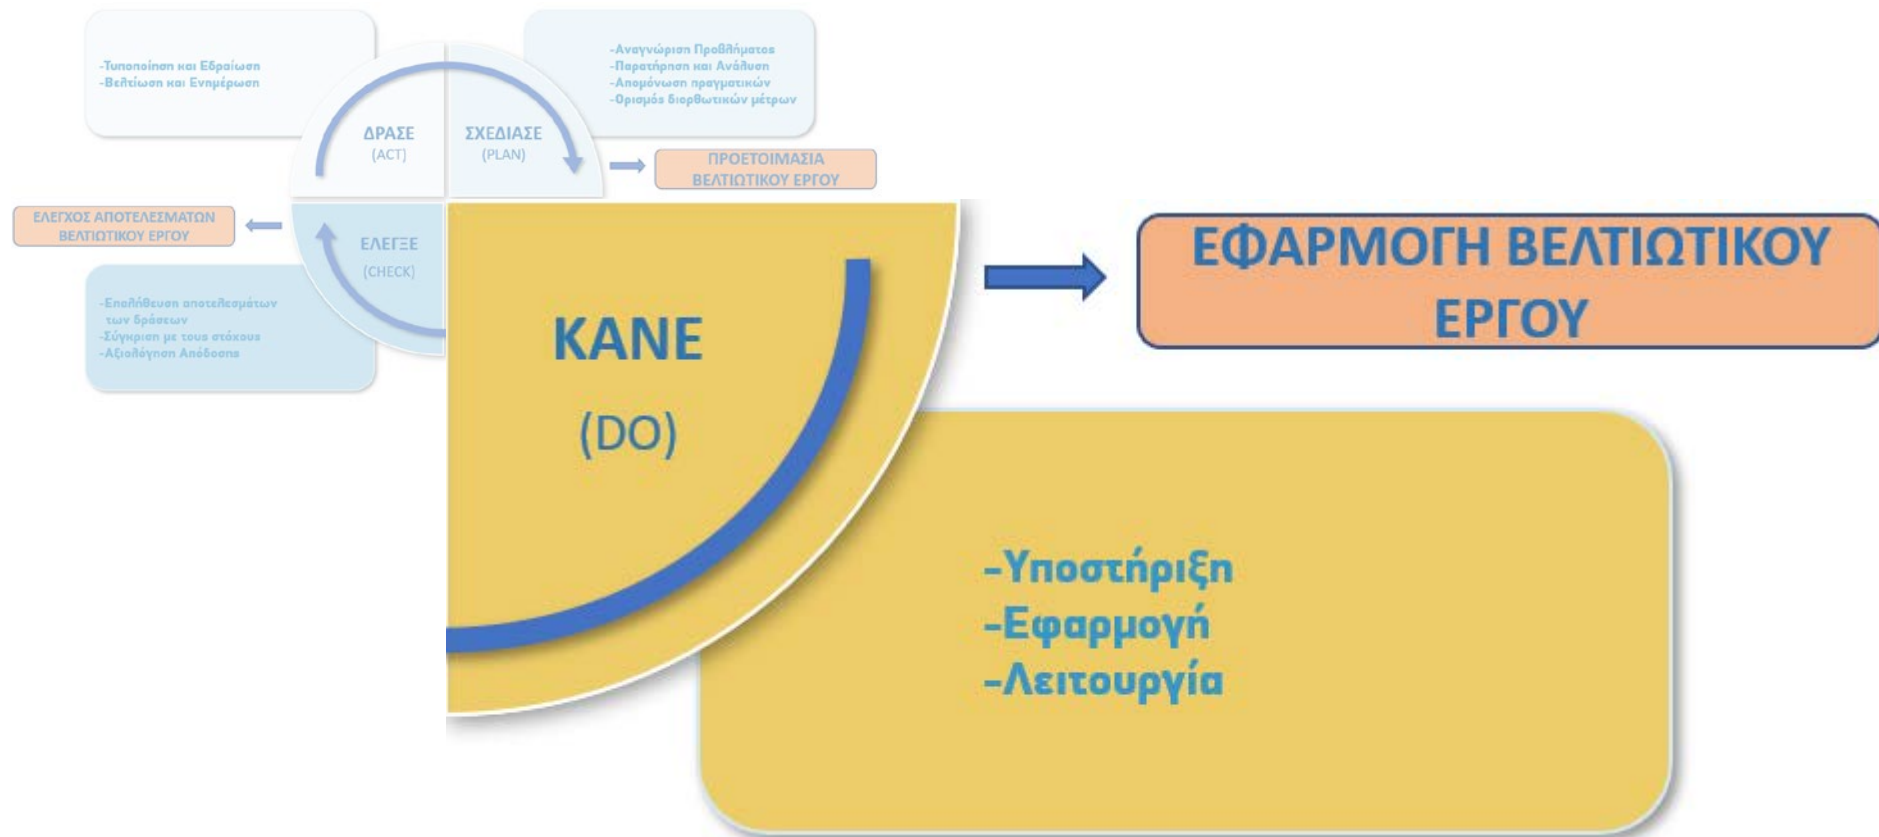 -Τυποποίηση και Εδραίωση
-Βελτίωση και Ενημέρωση
-Αναγνώριση Προβλήματος
-Παρατήρηση και Ανάλυση
-Απομόνωση πραγματικών
-Ορισμός διορθωτικών μέτρων
ΔΡΑΣΕ
(ACT)
ΣΧΕΔΙΑΣΕ
(PLAN)
ΠΡΟΕΤΟΙΜΑΣΙΑ
ΒΕΛΤΙΩΤΙΚΟΥ ΕΡΓΟΥ
ΕΛΕΓΧΟΣ ΑΠΟΤΕΛΕΣΜΑΤΩΝ
ΒΕΛΤΙΩΤΙΚΟΥ ΕΡΓΟΥ
ΕΛΕΓΞΕ
(CHECK)
-Επαλήθευση αποτελεσμάτων
των δράσεων
-Σύγκριση με τους στόχους
-Αξιολόγηση Απόδοσης
ΚΑΝΕ
(DO)
ΕΦΑΡΜΟΓΗ ΒΕΛΤΙΩΤΙΚΟΥ
ΕΡΓΟΥ
-Υποστήριξη
-Εφαρμογή
-Λειτουργία